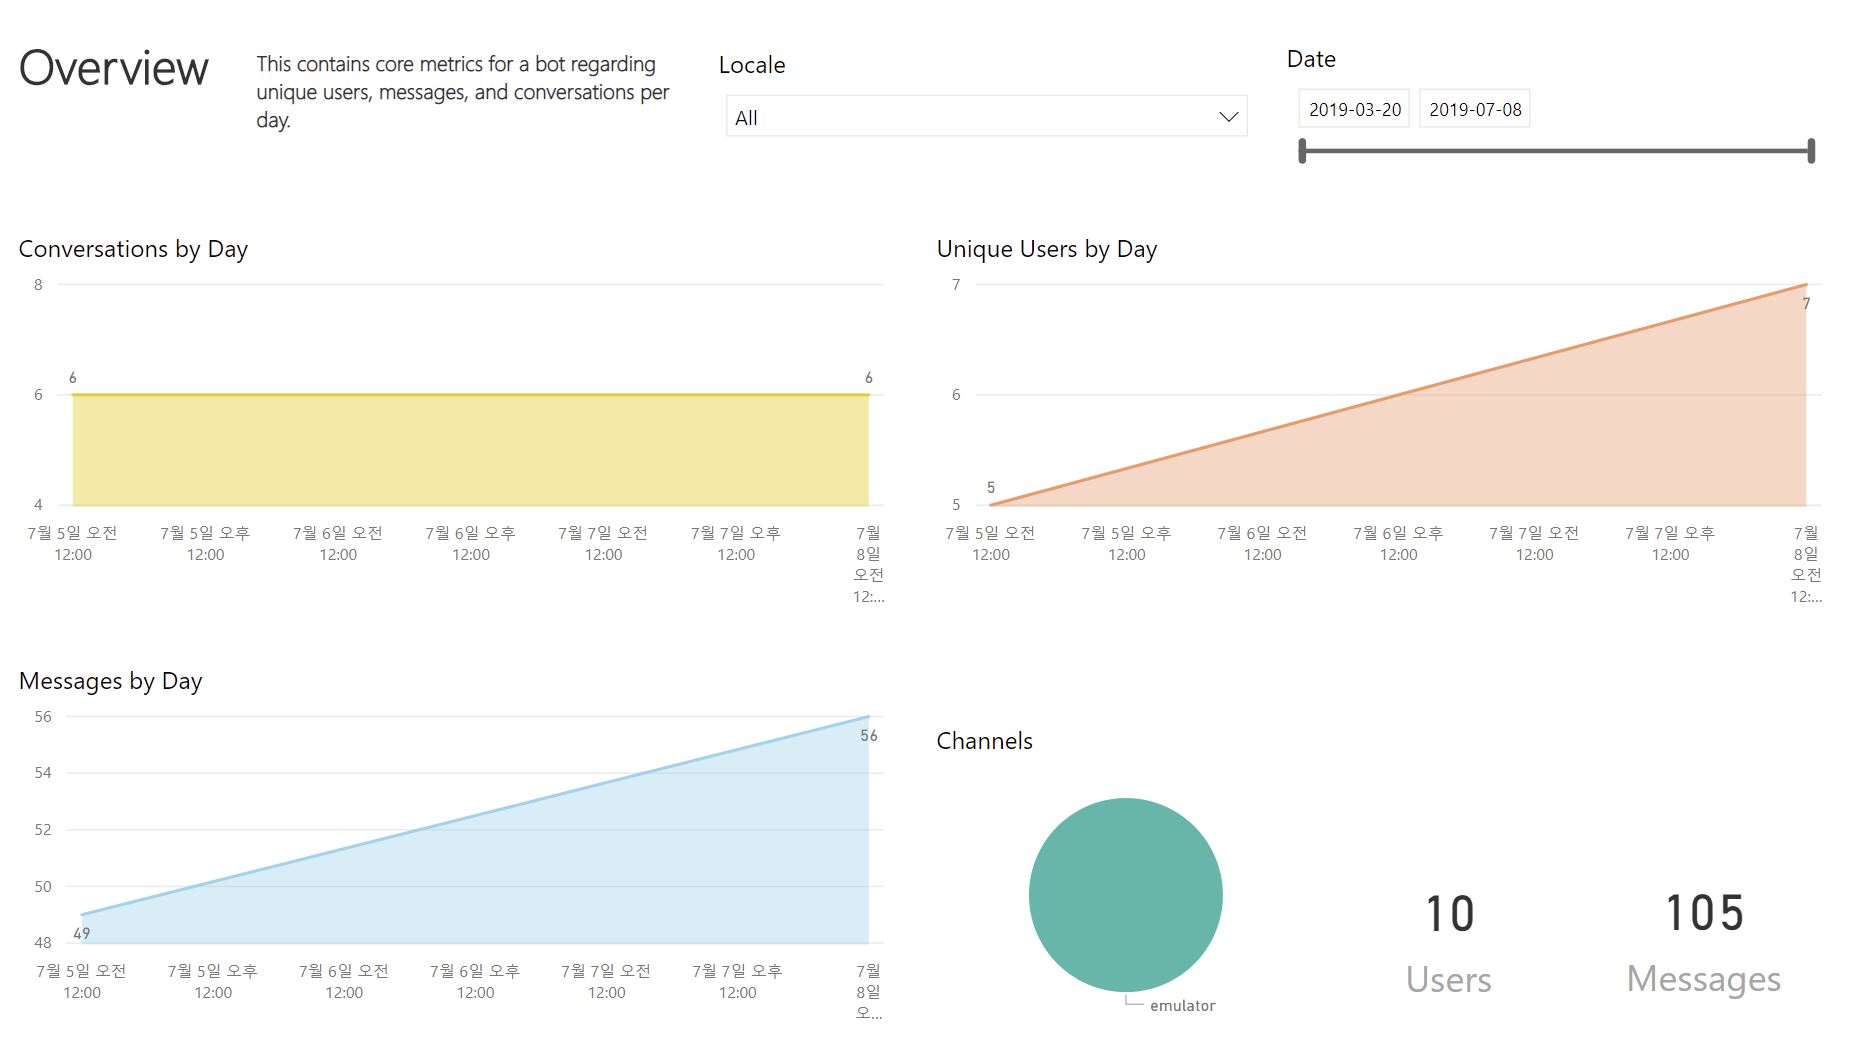 Overview
This contains core metrics for a bot regarding
unique users, messages, and conversations per
day.
Locale
All
Date
2019-03-20
2019-07-08
Conversations by Day
8
6
4
6
6
7월 5일 오전
12:00
7월 5일 오후
12:00
7월 6일 오전
12:00
7월 6일 오후
12:00
7월 7일 오전
12:00
7월 7일 오후
12:00
7월
8일
오전
12:...
Unique Users by Day
7
6
5
5
7
7월 5일 오전
12:00
7월 5일 오후
12:00
7월 6일 오전
12:00
7월 6일 오후
12:00
7월 7일 오전
12:00
7월 7일 오후
12:00
7월
8일
오전
12:...
Messages by Day
56
54
52
50
48
49
56
7월 5일 오전
12:00
7월 5일 오후
12:00
7월 6일 오전
12:00
7월 6일 오후
12:00
7월 7일 오전
12:00
7월 7일 오후
12:00
7월
8일
오...
Channels
emulator
10
Users
105
Messages